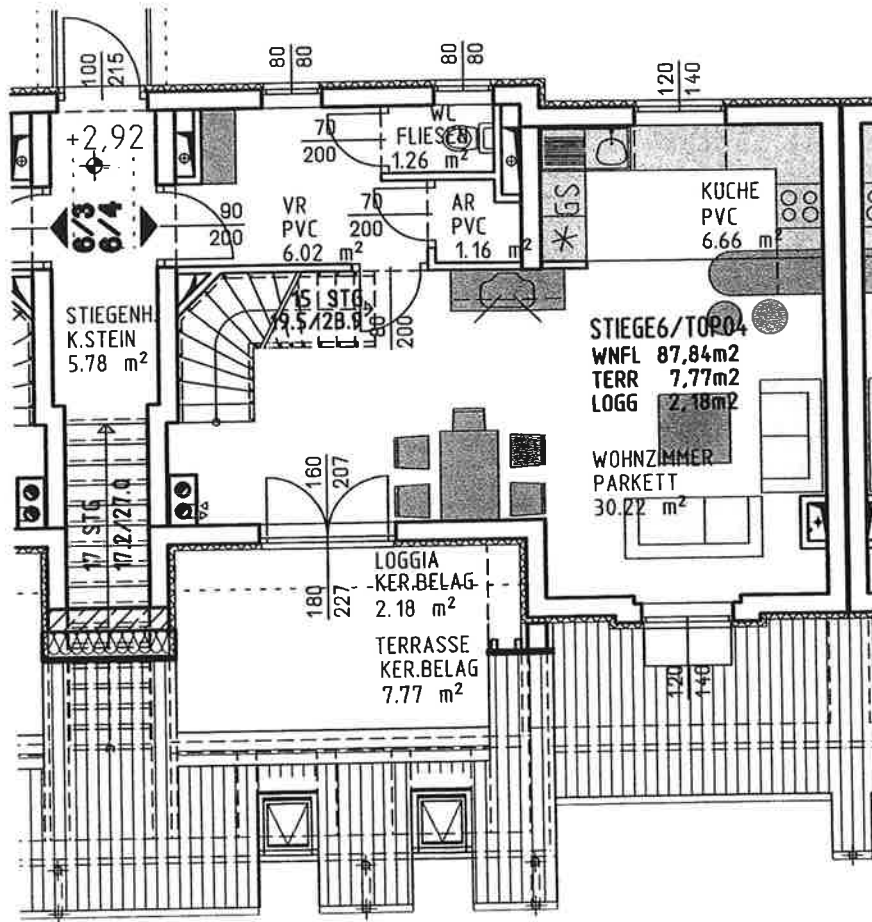 100
215
80
80
80
80
120
140
+2,92
6/3
6/4
90
200
VR
PVC
6.02 m²
70
200
WC
FLIESEN
1.26 m²
70
200
AR
PVC
1.16 m²
GS
KÜCHE
PVC
6.66 m²
STIEGENH.
K.STEIN
5.78 m²
15 STG
19.5/28.9
80
200
STIEGE6/TOP04
WNFL 87,84m2
TERR 7,77m2
LOGG 2,18m2
WOHNZIMMER
PARKETT
30.22 m²
17 STG
17.2/27.0
160
207
180
227
LOGGIA
KER.BELAG
2.18 m²
TERRASSE
KER.BELAG
7.77 m²
120
140